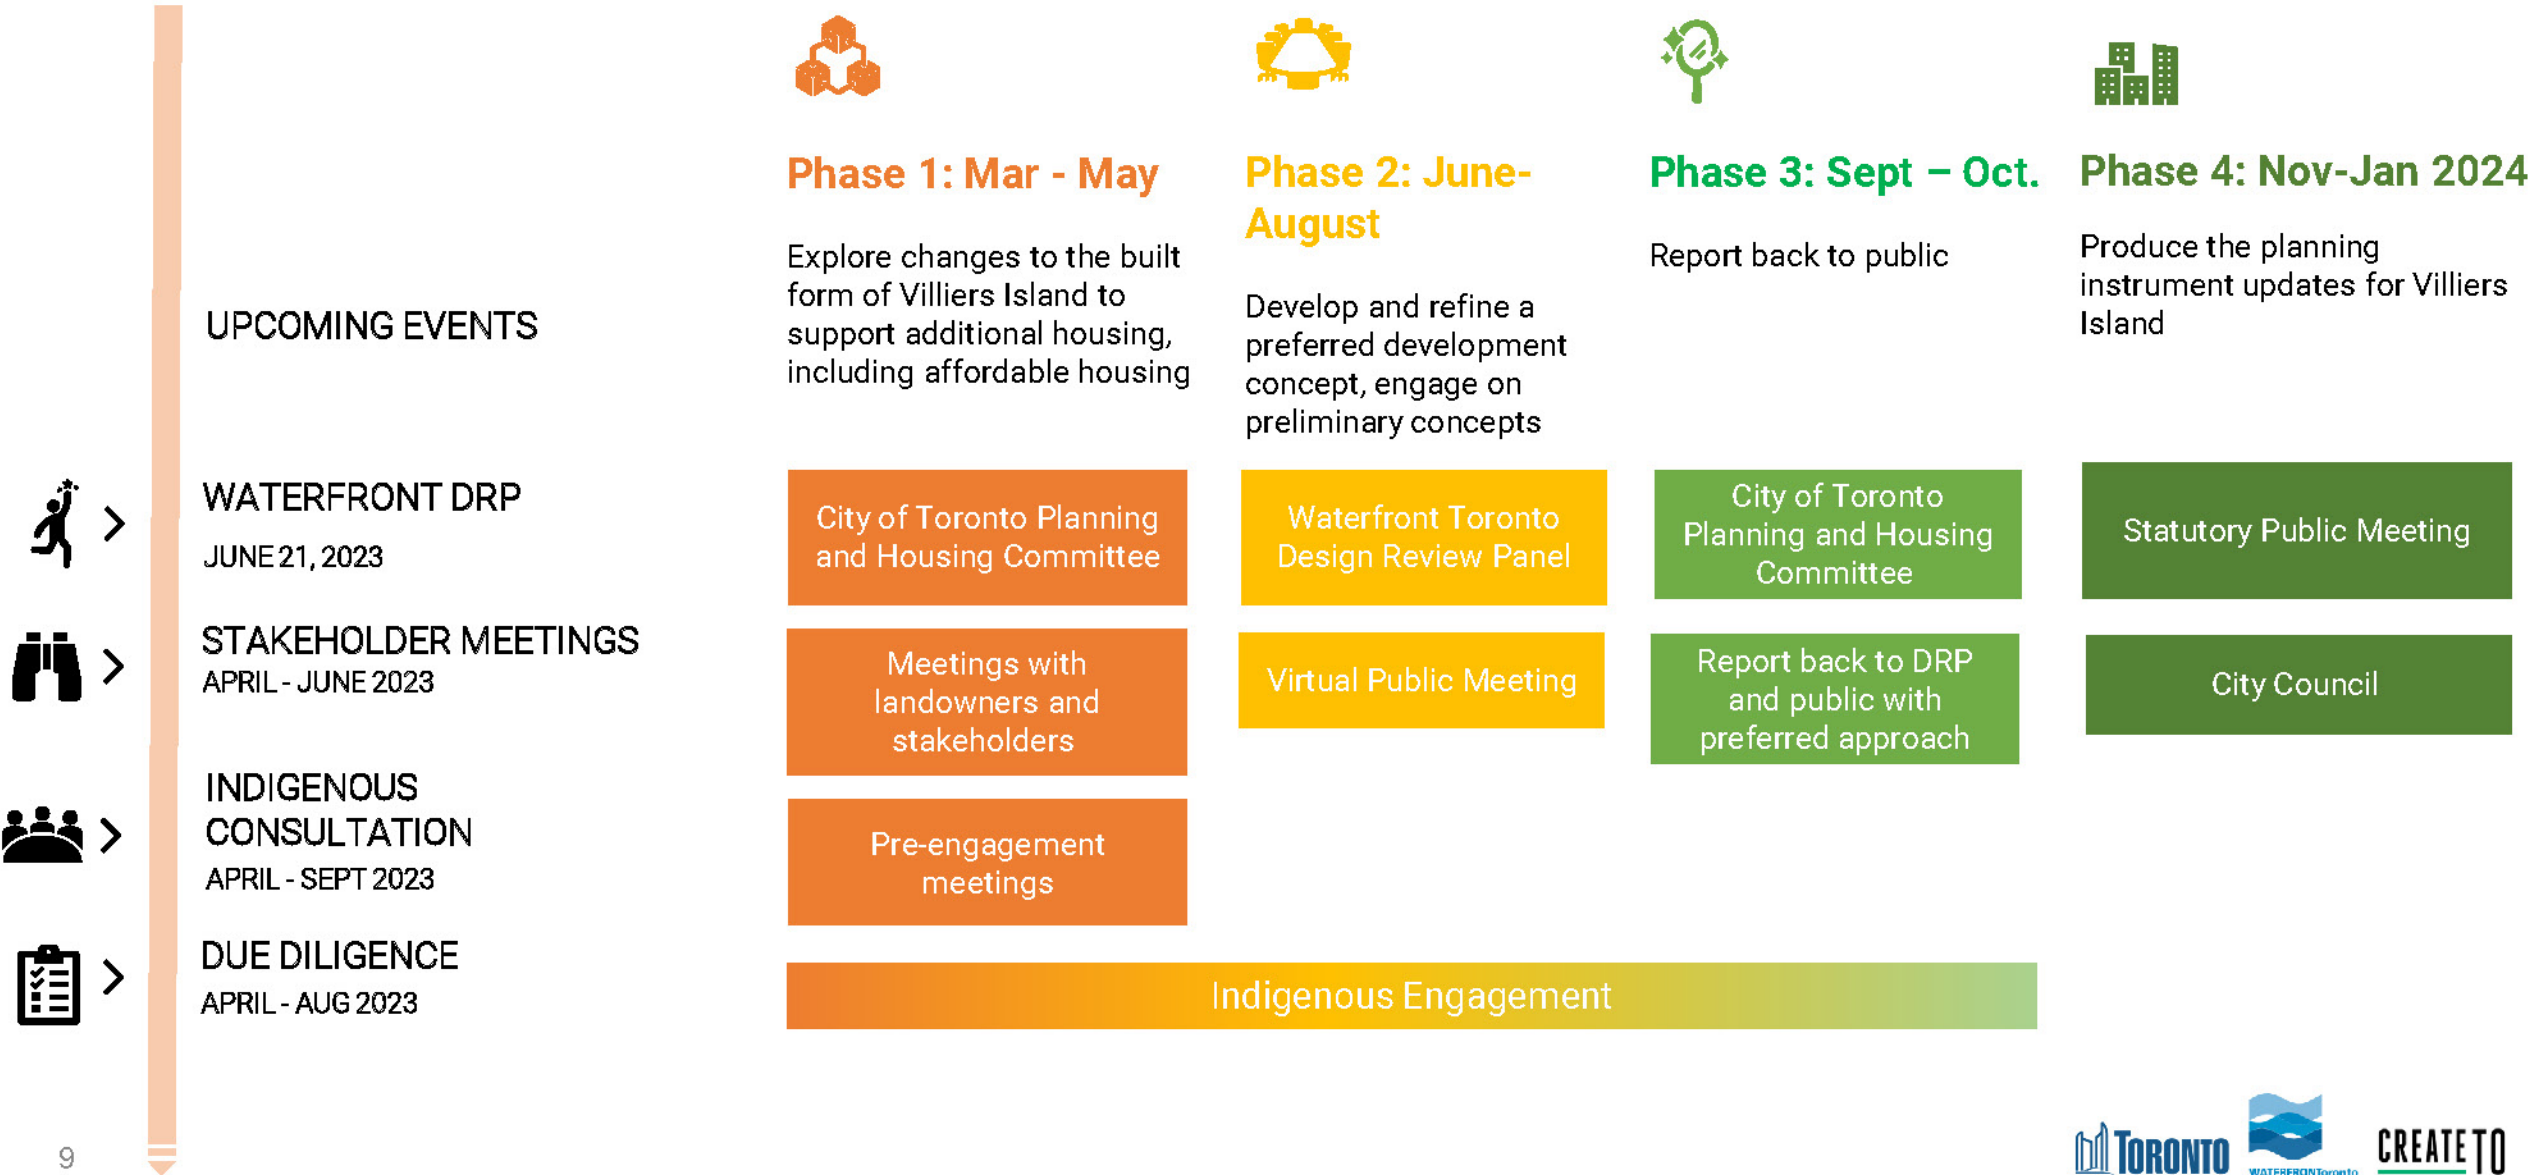 UPCOMING EVENTS
WATERFRONT DRP
JUNE 21, 2023
STAKEHOLDER MEETINGS
APRIL - JUNE 2023
INDIGENOUS
CONSULTATION
APRIL - SEPT 2023
DUE DILIGENCE
APRIL - AUG 2023
Phase 1: Mar - May
Explore changes to the built
form of Villiers Island to
support additional housing,
including affordable housing
City of Toronto Planning
and Housing Committee
Meetings with
landowners and
stakeholders
Pre-engagement
meetings
Phase 2: June-
August
Develop and refine a
preferred development
concept, engage on
preliminary concepts
Waterfront Toronto
Design Review Panel
Virtual Public Meeting
Phase 3: Sept – Oct.
Report back to public
City of Toronto
Planning and Housing
Committee
Report back to DRP
and public with
preferred approach
Phase 4: Nov-Jan 2024
Produce the planning
instrument updates for Villiers
Island
Statutory Public Meeting
City Council
Indigenous Engagement
9
TORONTO
WATERFRONToronto
CREATE TO